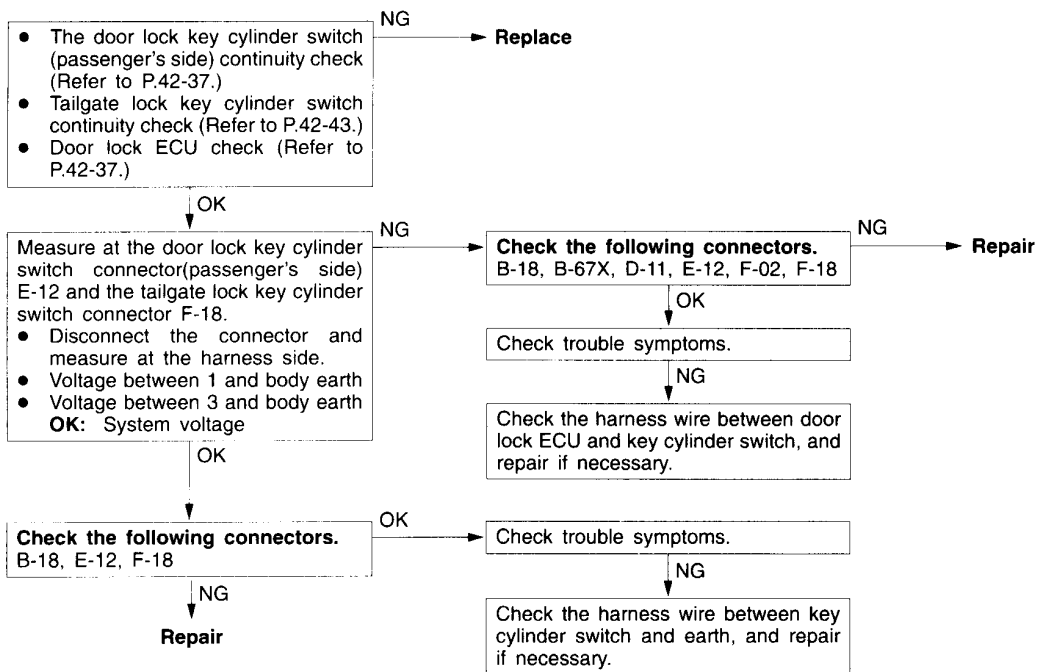 ● The door lock key cylinder switch
(passenger's side) continuity check
(Refer to P.42-37.)
● Tailgate lock key cylinder switch
continuity check (Refer to P.42-43.)
● Door lock ECU check (Refer to
P.42-37.)
NG
Replace
OK
Measure at the door lock key cylinder
switch connector(passenger's side)
E-12 and the tailgate lock key cylinder
switch connector F-18.
● Disconnect the connector and
measure at the harness side.
● Voltage between 1 and body earth
● Voltage between 3 and body earth
OK: System voltage
NG
Check the following connectors.
B-18, B-67X, D-11, E-12, F-02, F-18
NG
Repair
OK
Check trouble symptoms.
NG
Check the harness wire between door
lock ECU and key cylinder switch, and
repair if necessary.
OK
Check the following connectors.
B-18, E-12, F-18
OK
Check trouble symptoms.
NG
Check the harness wire between key
cylinder switch and earth, and repair
if necessary.
NG
Repair